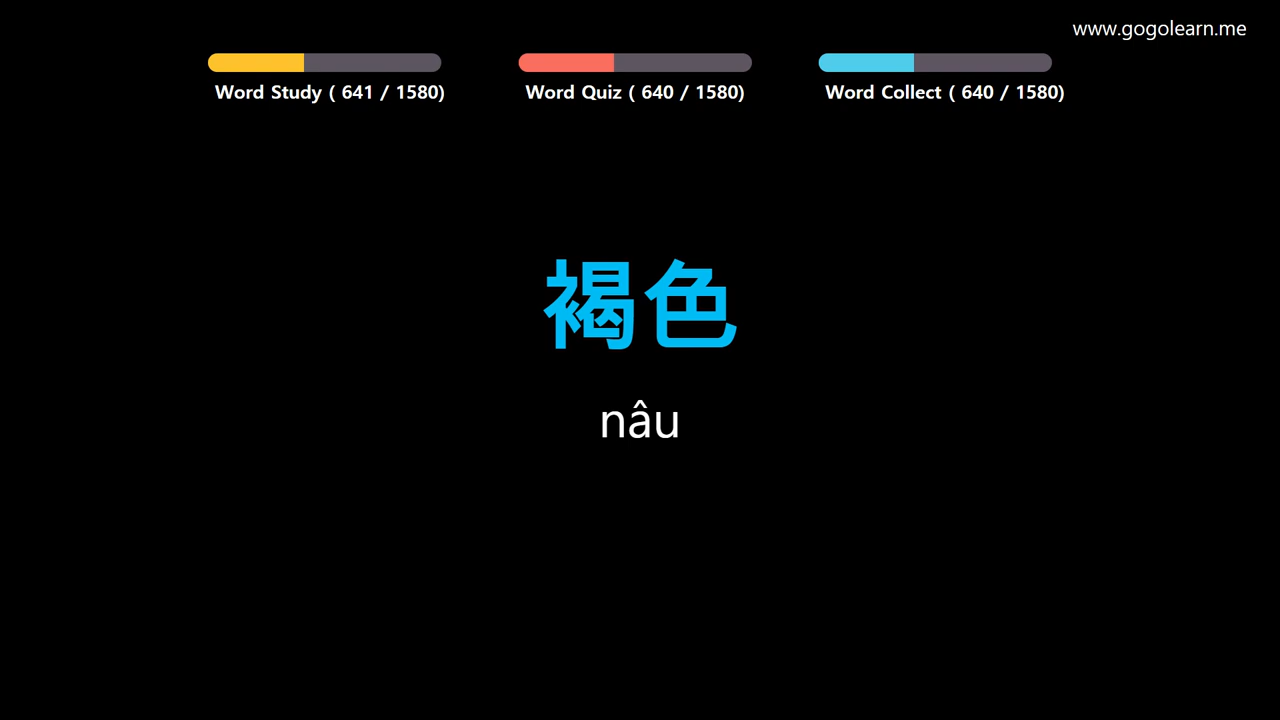 www.gogolearn.me
Word Study ( 641 / 1580)
Word Quiz ( 640 / 1580)
Word Collect ( 640 / 1580)
褐色
nâu